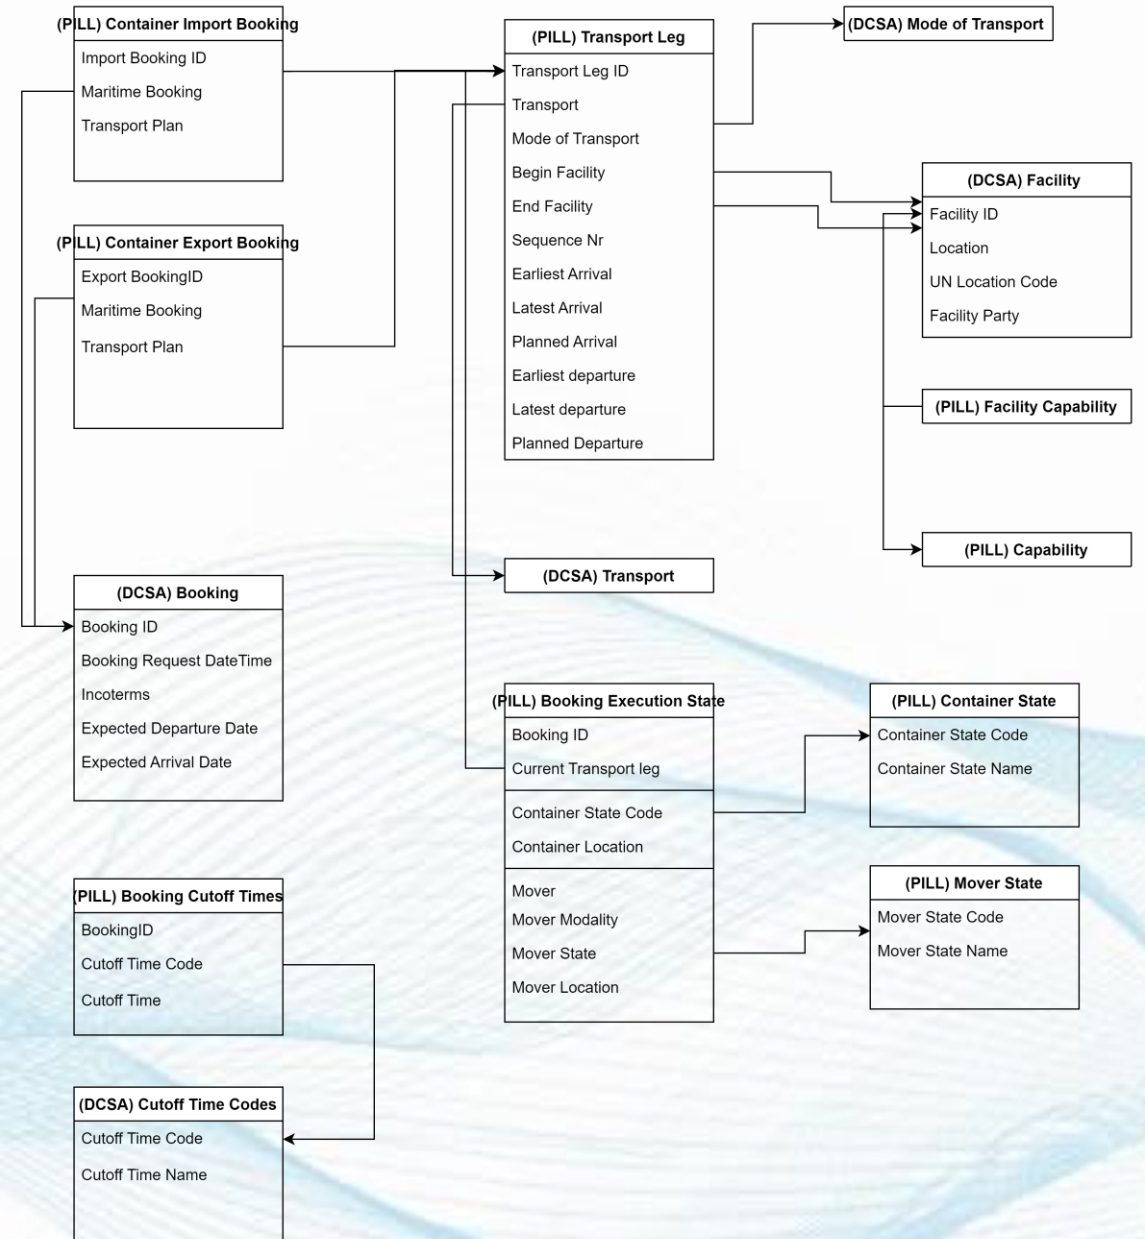 (PILL) Container Import Booking
Import Booking ID
Maritime Booking
Transport Plan
(PILL) Container Export Booking
Export BookingID
Maritime Booking
Transport Plan
(DCSA) Booking
Booking ID
Booking Request DateTime
Incoterms
Expected Departure Date
Expected Arrival Date
(PILL) Booking Cutoff Times
BookingID
Cutoff Time Code
Cutoff Time
(DCSA) Cutoff Time Codes
Cutoff Time Code
Cutoff Time Name
(PILL) Transport Leg
Transport Leg ID
Transport
Mode of Transport
Begin Facility
End Facility
Sequence Nr
Earliest Arrival
Latest Arrival
Planned Arrival
Earliest departure
Latest departure
Planned Departure
(DCSA) Transport
(PILL) Booking Execution State
Booking ID
Current Transport leg
Container State Code
Container Location
Mover
Mover Modality
Mover State
Mover Location
(DCSA) Mode of Transport
(DCSA) Facility
Facility ID
Location
UN Location Code
Facility Party
(PILL) Facility Capability
(PILL) Capability
(PILL) Container State
Container State Code
Container State Name
(PILL) Mover State
Mover State Code
Mover State Name